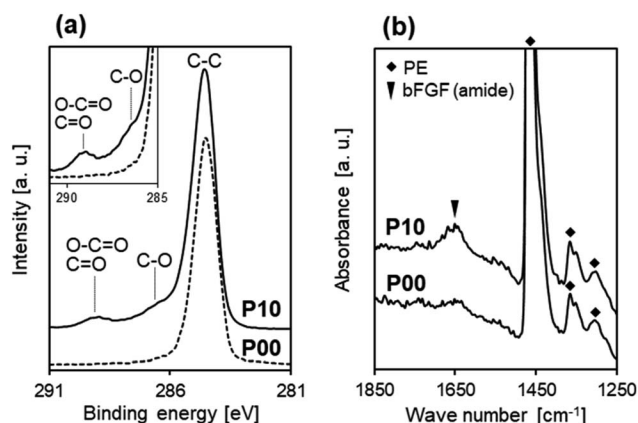 (a)
C–C
C–O
O-C=O
C=O
290
285
O-C=O
C=O
C–O
P10
P00
291
286
281
Intensity [a. u.]
Binding energy [eV]
(b)
PE
bFGF (amide)
P10
P00
1850
1650
1450
1250
Absorbance [a. u.]
Wave number [cm-1]